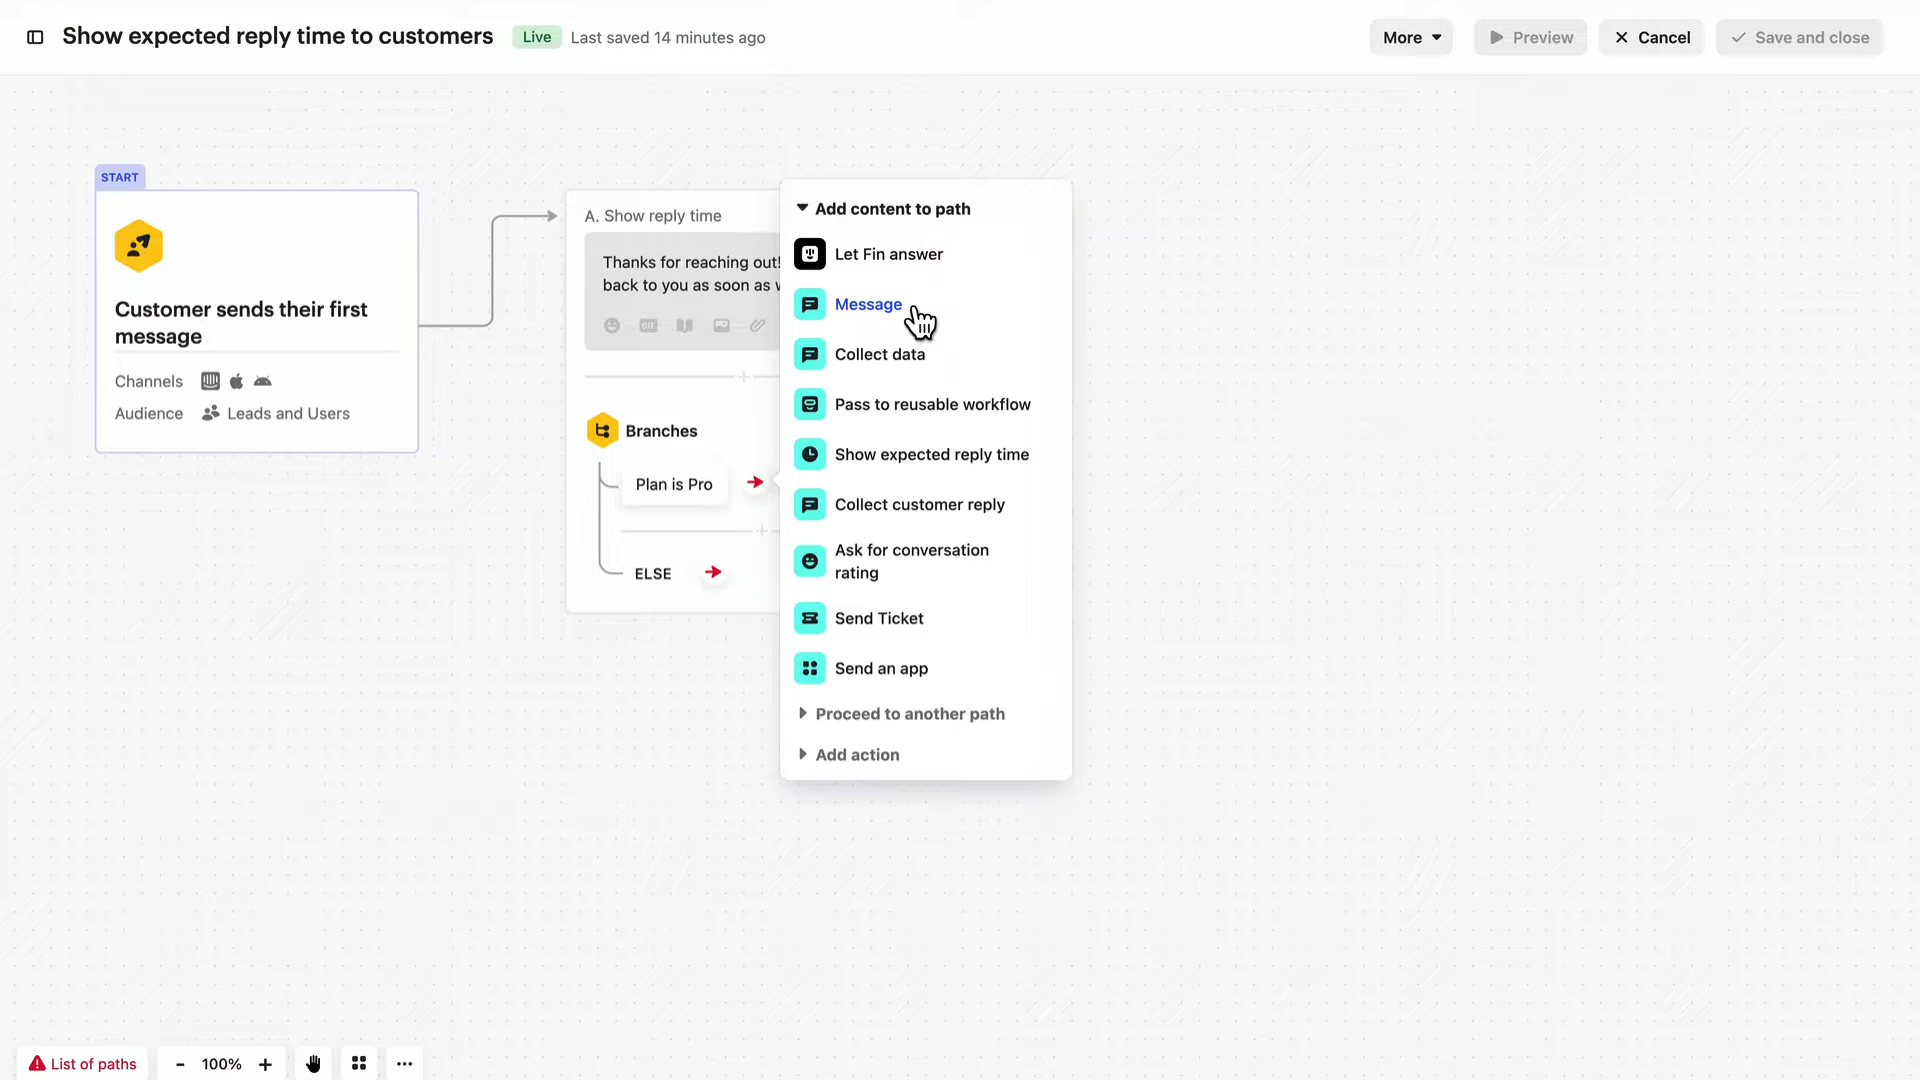 Show expected reply time to customers
Live
Last saved 14 minutes ago
More
Preview
Cancel
Save and close
START
Customer sends their first
message
Channels
Audience
Leads and Users
A. Show reply time
Thanks for reaching out!
back to you as soon as
GIF
Branches
Plan is Pro
ELSE
Add content to path
Let Fin answer
Message
Collect data
Pass to reusable workflow
Show expected reply time
Collect customer reply
Ask for conversation
rating
Send Ticket
Send an app
Proceed to another path
Add action
List of paths
100%